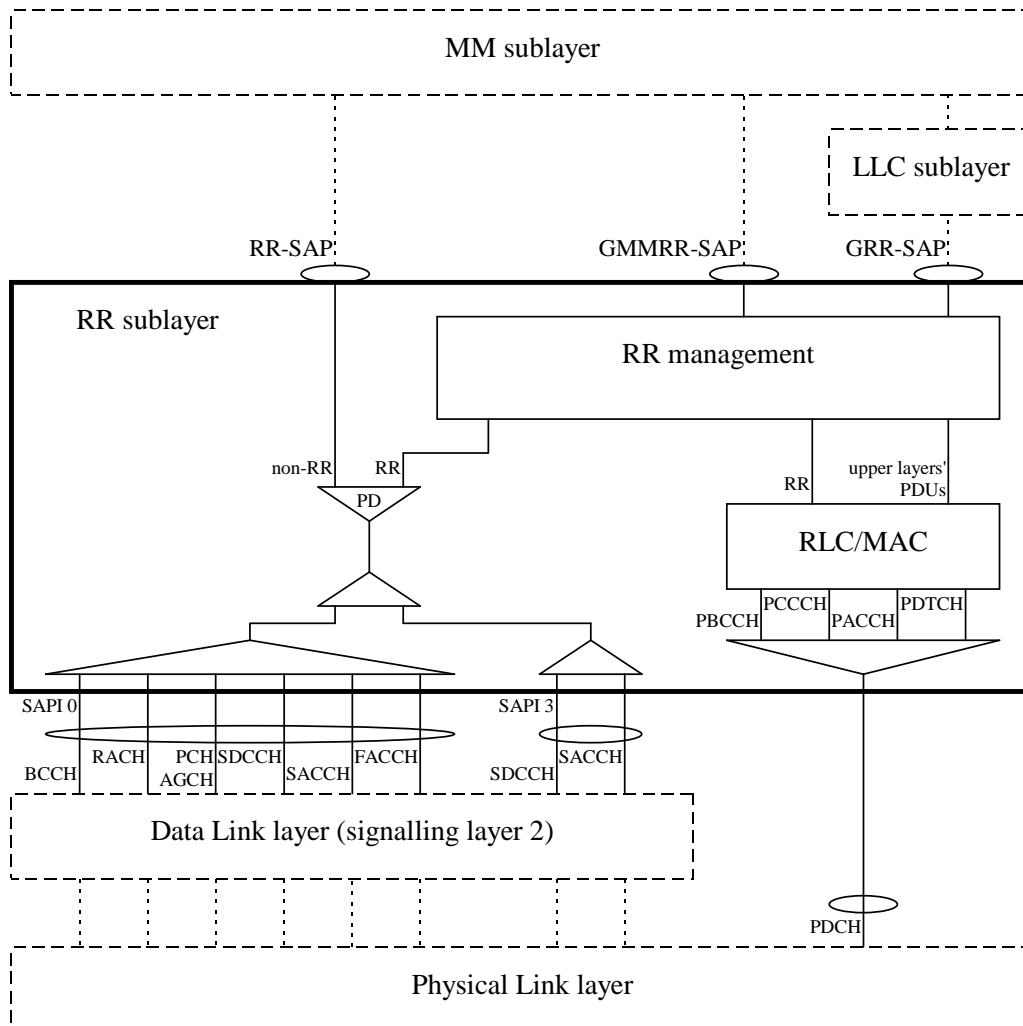 MM sublayer
LLC sublayer
RR-SAP
GMMRR-SAP
GRR-SAP
RR sublayer
RR management
non-RR
RR
PD
RR
upper layers'
PDUs
RLC/MAC
PBCCH
PCCCH
PACCH
PDTCH
SAPI 0
SAPI 3
BCCH
RACH
PCH
AGCH
SDCCH
SACCH
FACCH
SDCCH
SACCH
Data Link layer (signalling layer 2)
PDCH
Physical Link layer